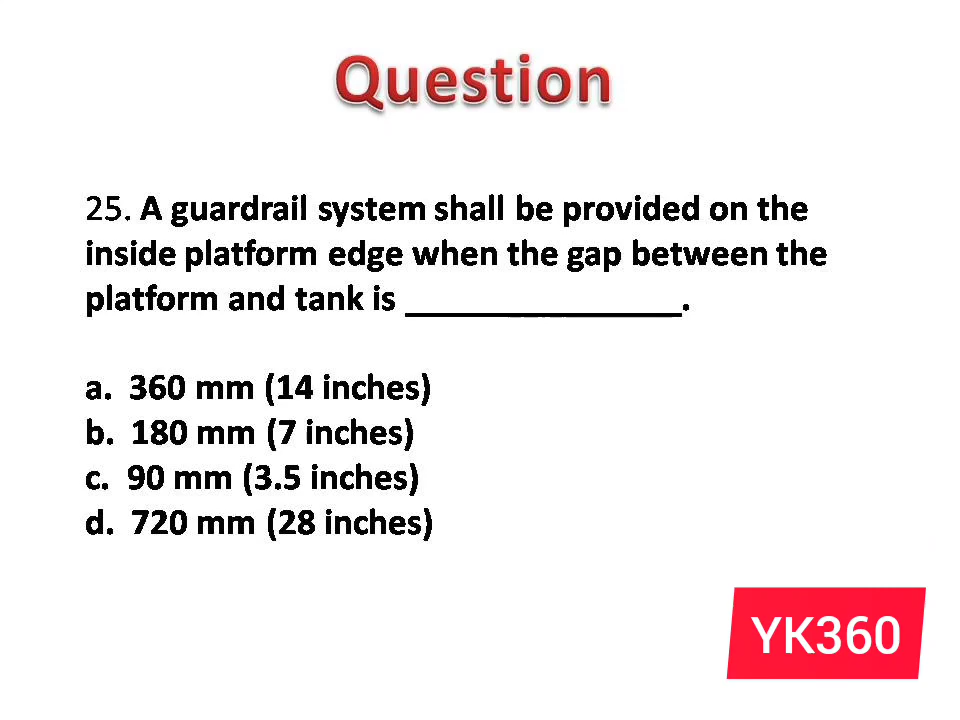 Question
25. A guardrail system shall be provided on the
inside platform edge when the gap between the
platform and tank is _______________.
a. 360 mm (14 inches)
b. 180 mm (7 inches)
c. 90 mm (3.5 inches)
d. 720 mm (28 inches)
YK360